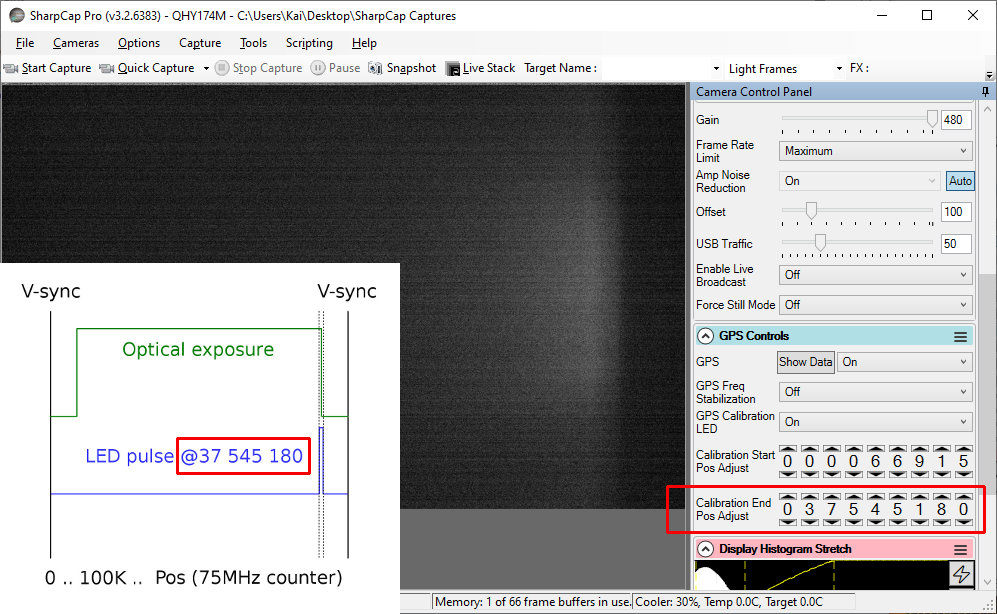 SharpCap Pro (v3.2.6383) - QHY174M - C:\Users\Kai\Desktop\SharpCap Captures
File Cameras Options Capture Tools Scripting Help
Start Capture Quick Capture Stop Capture Pause Snapshot Live Stack Target Name : Light Frames FX :
Camera Control Panel
Gain 480
Frame Rate
Limit
Maximum
Amp Noise
Reduction
On Auto
Offset 100
USB Traffic 50
Enable Live
Broadcast
Off
Force Still Mode Off
GPS Controls
GPS Show Data On
GPS Freq
Stabilization
Off
GPS Calibration
LED
On
Calibration Start
Pos Adjust
0 0 0 6 6 9 1 5
Calibration End
Pos Adjust
0 3 7 5 4 5 1 8 0
Display Histogram Stretch
V-sync V-sync
Optical exposure
LED pulse @37 545 180
0 .. 100K .. Pos (75MHz counter)
Memory: 1 of 66 frame buffers in use. Cooler: 30%, Temp 0.0C, Target 0.0C